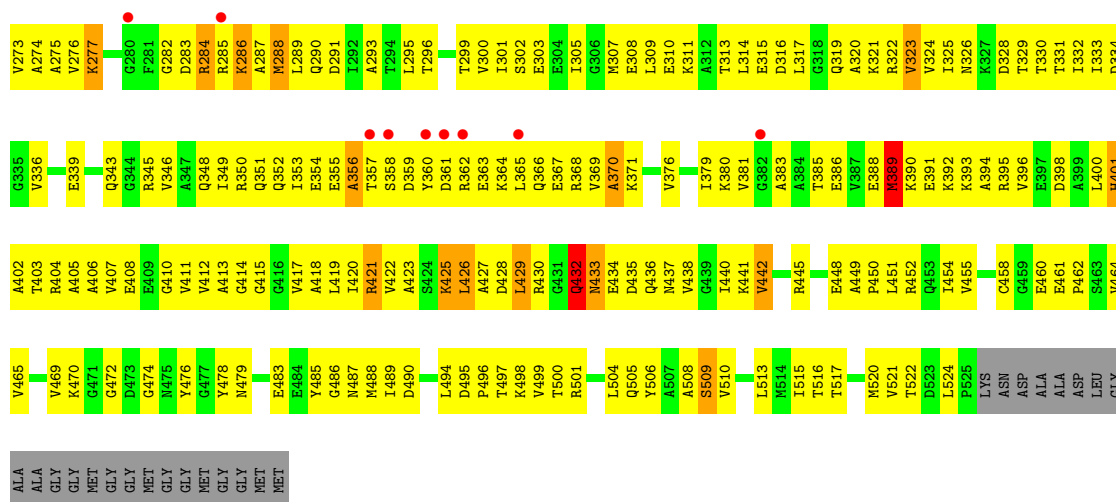 V273 A274 A275 V276 K277 G280 F281 G282 D283 R284 R285 K286 A287 M288 L289 Q290 D291 I292 A293 T294 L295 T296 T299 V300 I301 S302 E303 E304 I305 G306 M307 E308 L309 E310 K311 A312 T313 L314 E315 D316 L317 G318 Q319 A320 K321 R322 V323 V324 I325 N326 K327 D328 T329 T330 T331 I332 I333 D334
G335 V336 E339 Q343 G344 R345 V346 A347 Q348 I349 R350 Q351 Q352 I353 E354 E355 A356 T357 S358 D359 Y360 D361 R362 E363 K364 L365 Q366 E367 R368 V369 A370 K371 V376 I379 K380 V381 G382 A383 A384 T385 E386 V387 E388 M389 K390 E391 K392 K393 A394 R395 V396 E397 D398 A399 L400 H401
A402 T403 R404 A405 A406 V407 E408 E409 G410 V411 V412 A413 G414 G415 G416 V417 A418 L419 I420 R421 V422 A423 S424 K425 L426 A427 D428 L429 R430 G431 Q432 N433 E434 D435 Q436 N437 V438 G439 I440 K441 V442 R445 E448 A449 P450 L451 R452 Q453 I454 V455 C458 G459 E460 E461 P462 S463 V464
V465 V469 K470 G471 G472 D473 G474 N475 Y476 G477 Y478 N479 E483 E484 Y485 G486 N487 M488 I489 D490 L494 D495 P496 T497 K498 V499 T500 R501 L504 Q505 Y506 A507 A508 S509 V510 L513 M514 I515 T516 T517 M520 V521 T522 D523 L524 P525 LYS ASN ASP ALA ALA ASP LEU GLY
ALA ALA GLY GLY MET GLY GLY MET GLY GLY MET GLY GLY MET MET